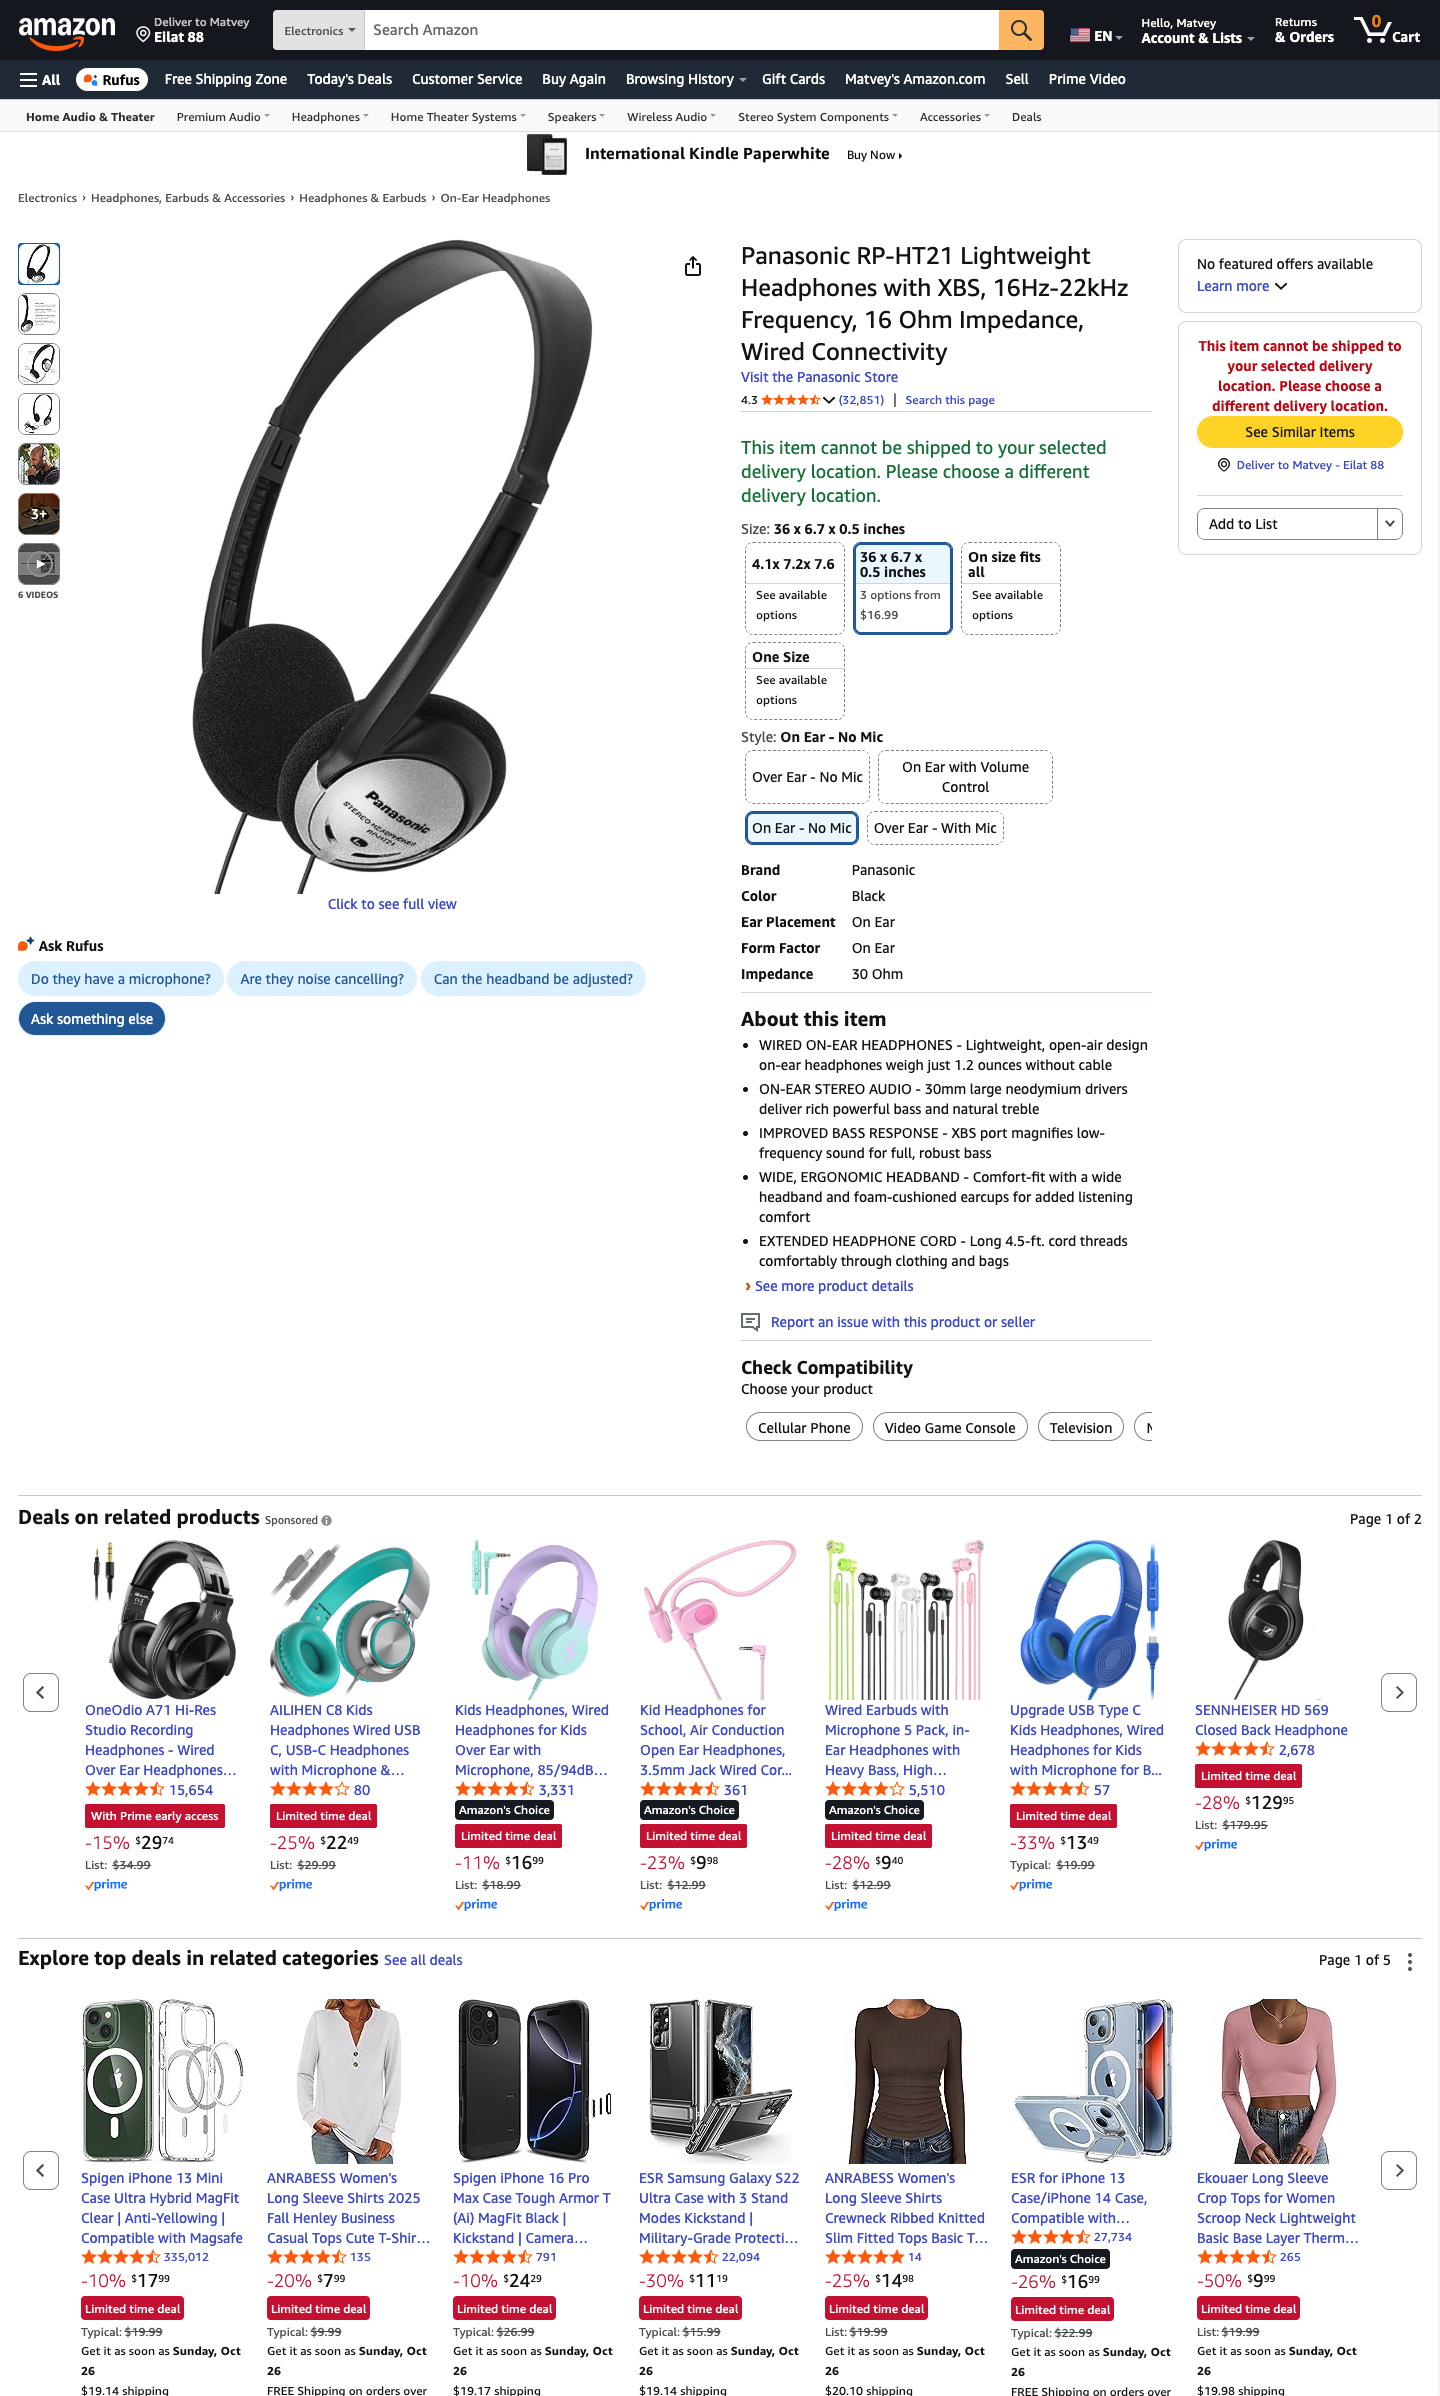 amazon
Deliver to Matvey
Eilat 88
Electronics
Search Amazon
EN
Hello, Matvey
Account & Lists
Returns
& Orders
0
Cart
All
Rufus
Free Shipping Zone
Today's Deals
Customer Service
Buy Again
Browsing History
Gift Cards
Matvey's Amazon.com
Sell
Prime Video
Home Audio & Theater
Premium Audio
Headphones
Home Theater Systems
Speakers
Wireless Audio
Stereo System Components
Accessories
Deals
International Kindle Paperwhite
Buy Now
Electronics › Headphones, Earbuds & Accessories › Headphones & Earbuds › On-Ear Headphones
3+
6 VIDEOS
Panasonic
STEREO HEADPHONES
RP-HT21
L
Click to see full view
Ask Rufus
Do they have a microphone?
Are they noise cancelling?
Can the headband be adjusted?
Ask something else
Panasonic RP-HT21 Lightweight
Headphones with XBS, 16Hz-22kHz
Frequency, 16 Ohm Impedance,
Wired Connectivity
Visit the Panasonic Store
4.3
(32,851)
| Search this page
This item cannot be shipped to your selected
delivery location. Please choose a different
delivery location.
Size: 36 x 6.7 x 0.5 inches
4.1x 7.2x 7.6
See available
options
36 x 6.7 x
0.5 inches
3 options from
$16.99
On size fits
all
See available
options
One Size
See available
options
Style: On Ear - No Mic
Over Ear - No Mic
On Ear with Volume
Control
On Ear - No Mic
Over Ear - With Mic
Brand Panasonic
Color Black
Ear Placement On Ear
Form Factor On Ear
Impedance 30 Ohm
About this item
• WIRED ON-EAR HEADPHONES - Lightweight, open-air design
on-ear headphones weigh just 1.2 ounces without cable
• ON-EAR STEREO AUDIO - 30mm large neodymium drivers
deliver rich powerful bass and natural treble
• IMPROVED BASS RESPONSE - XBS port magnifies low-
frequency sound for full, robust bass
• WIDE, ERGONOMIC HEADBAND - Comfort-fit with a wide
headband and foam-cushioned earcups for added listening
comfort
• EXTENDED HEADPHONE CORD - Long 4.5-ft. cord threads
comfortably through clothing and bags
› See more product details
Report an issue with this product or seller
Check Compatibility
Choose your product
Cellular Phone
Video Game Console
Television
No featured offers available
Learn more
This item cannot be shipped to
your selected delivery
location. Please choose a
different delivery location.
See Similar Items
Deliver to Matvey - Eilat 88
Add to List
Deals on related products
Sponsored
Page 1 of 2
OneOdio A71 Hi-Res
Studio Recording
Headphones - Wired
Over Ear Headphones...
15,654
With Prime early access
-15% $29 74
List: $34.99
prime
AILIHEN C8 Kids
Headphones Wired USB
C, USB-C Headphones
with Microphone &...
80
Limited time deal
-25% $22 49
List: $29.99
prime
Kids Headphones, Wired
Headphones for Kids
Over Ear with
Microphone, 85/94dB...
3,331
Amazon's Choice
Limited time deal
-11% $16 99
List: $18.99
prime
Kid Headphones for
School, Air Conduction
Open Ear Headphones,
3.5mm Jack Wired Cor...
361
Amazon's Choice
Limited time deal
-23% $9 98
List: $12.99
prime
Wired Earbuds with
Microphone 5 Pack, in-
Ear Headphones with
Heavy Bass, High...
5,510
Amazon's Choice
Limited time deal
-28% $9 40
List: $12.99
prime
Upgrade USB Type C
Kids Headphones, Wired
Headphones for Kids
with Microphone for B...
57
Limited time deal
-33% $13 49
Typical: $19.99
prime
SENNHEISER HD 569
Closed Back Headphone
2,678
Limited time deal
-28% $129 95
List: $179.95
prime
Explore top deals in related categories
See all deals
Page 1 of 5
Spigen iPhone 13 Mini
Case Ultra Hybrid MagFit
Clear | Anti-Yellowing |
Compatible with Magsafe
335,012
-10% $17 99
Limited time deal
Typical: $19.99
Get it as soon as Sunday, Oct
26
$19.14 shipping
ANRABESS Women's
Long Sleeve Shirts 2025
Fall Henley Business
Casual Tops Cute T-Shir...
135
-20% $7 99
Limited time deal
Typical: $9.99
Get it as soon as Sunday, Oct
26
FREE Shipping on orders over
Spigen iPhone 16 Pro
Max Case Tough Armor T
(Ai) MagFit Black |
Kickstand | Camera...
791
-10% $24 29
Limited time deal
Typical: $26.99
Get it as soon as Sunday, Oct
26
$19.17 shipping
ESR Samsung Galaxy S22
Ultra Case with 3 Stand
Modes Kickstand |
Military-Grade Protecti...
22,094
-30% $11 19
Limited time deal
Typical: $15.99
Get it as soon as Sunday, Oct
26
$19.14 shipping
ANRABESS Women's
Long Sleeve Shirts
Crewneck Ribbed Knitted
Slim Fitted Tops Basic T...
14
-25% $14 98
Limited time deal
List: $19.99
Get it as soon as Sunday, Oct
26
$20.10 shipping
ESR for iPhone 13
Case/iPhone 14 Case,
Compatible with...
27,734
Amazon's Choice
-26% $16 99
Limited time deal
Typical: $22.99
Get it as soon as Sunday, Oct
26
FREE Shipping on orders over
Ekouaer Long Sleeve
Crop Tops for Women
Scroop Neck Lightweight
Basic Base Layer Therm...
265
-50% $9 99
Limited time deal
List: $19.99
Get it as soon as Sunday, Oct
26
$19.98 shipping